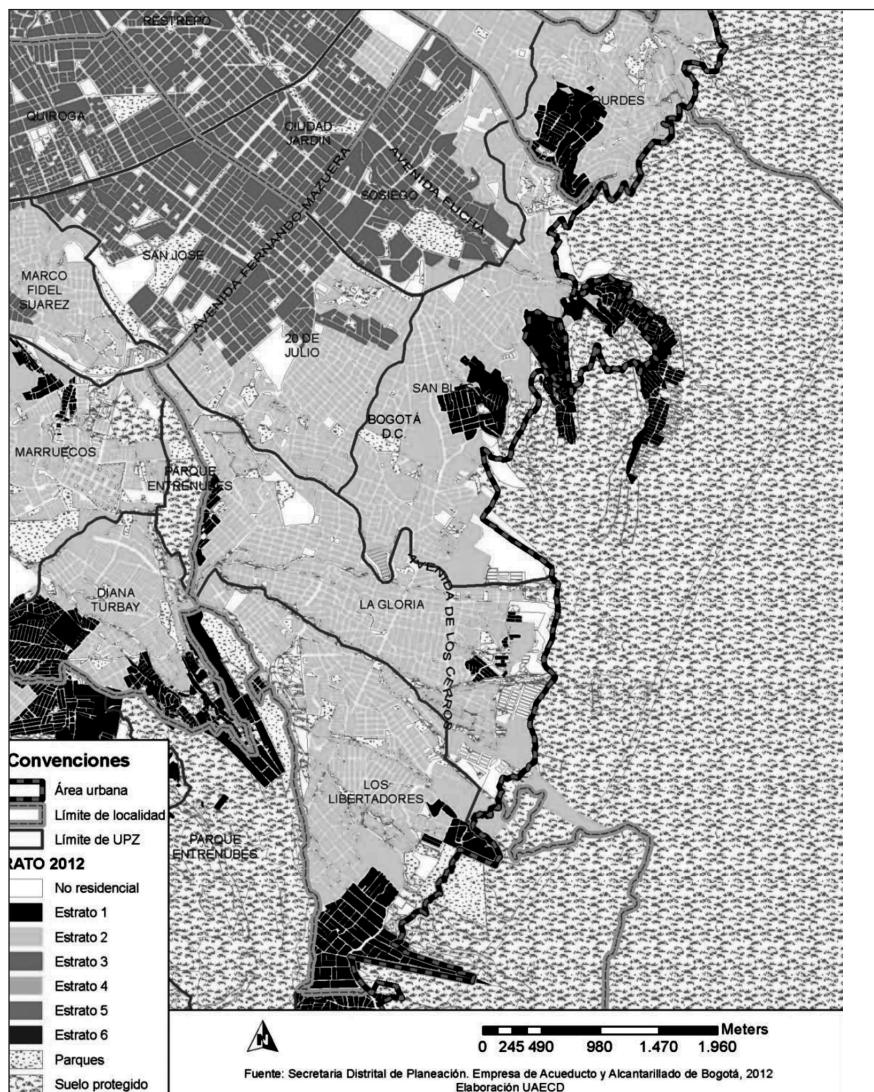 RESTREPO
QUIROGA
CIUDAD
JARDIN
AVENIDA FUCHA
SOSIEGO
AVENIDA FERNANDO MAZUERA
SAN JOSE
MARCO
FIDEL
SUAREZ
20 DE
JULIO
SAN BL
BOGOTÁ
D.C.
MARRUECOS
PARQUE
ENTRENUBES
DIANA
TURBAY
LA GLORIA
AVENIDA DE LOS CERROS
LOS
LIBERTADORES
PARQUE
ENTRENUBES
Convenciones
Área urbana
Límite de localidad
Límite de UPZ
RATO 2012
No residencial
Estrato 1
Estrato 2
Estrato 3
Estrato 4
Estrato 5
Estrato 6
Parques
Suelo protegido
N
Meters
0 245 490 980 1.470 1.960
Fuente: Secretaria Distrital de Planeación. Empresa de Acueducto y Alcantarillado de Bogotá, 2012
Elaboración UAECD